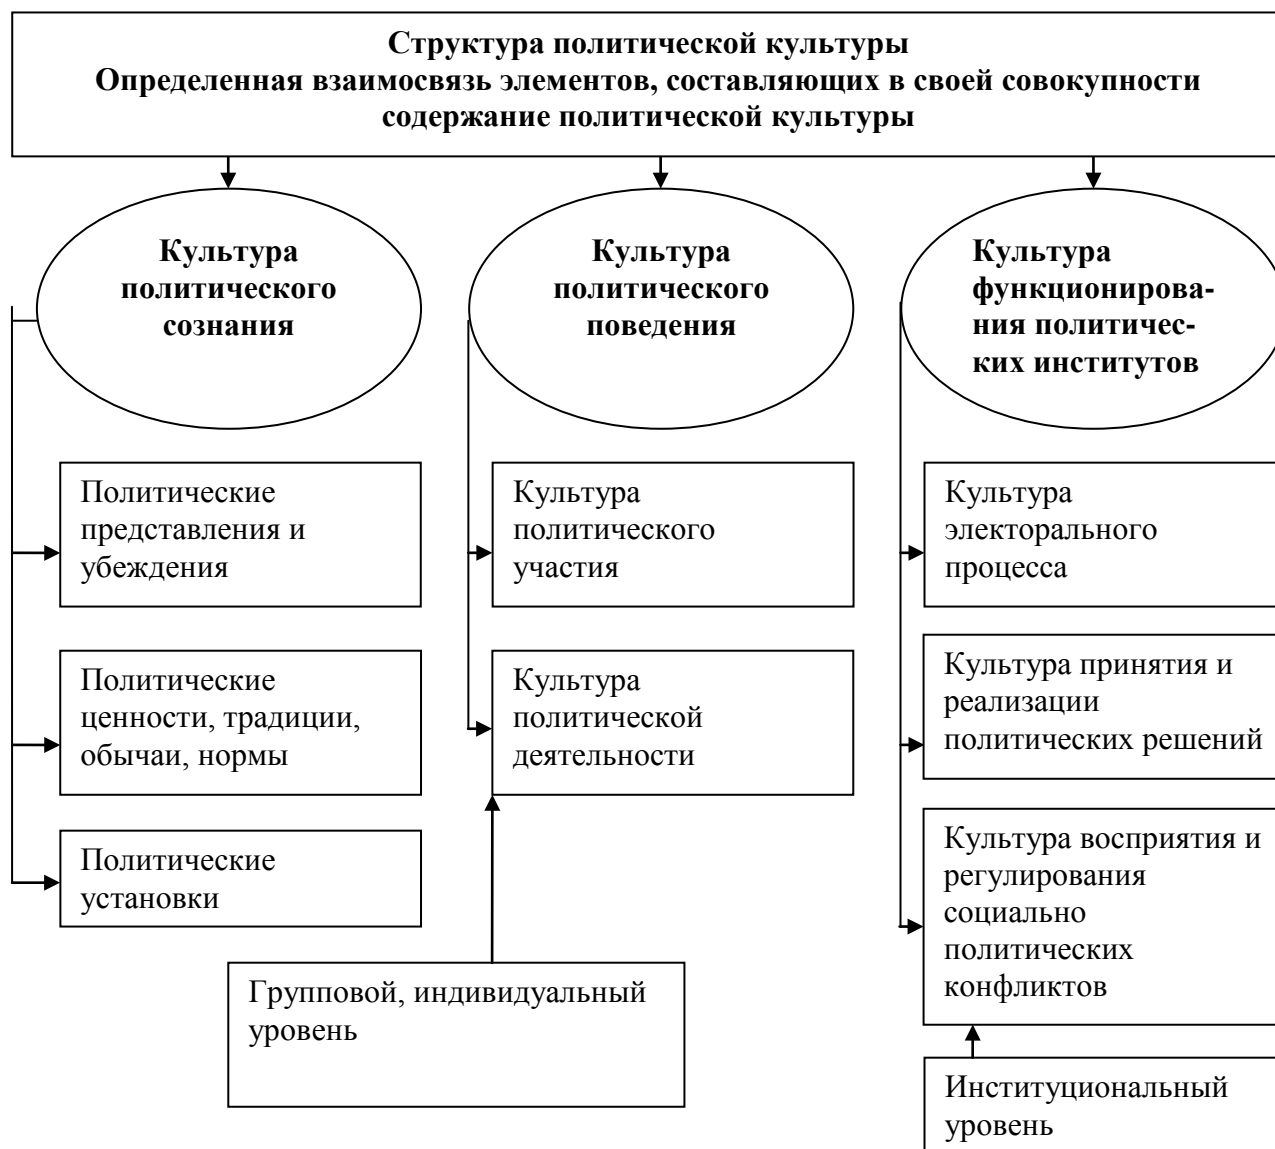 Структура политической культуры
Определенная взаимосвязь элементов, составляющих в своей совокупности
содержание политической культуры
Культура
политического
сознания
Культура
политического
поведения
Культура
функционирова-
ния политичес-
ких институтов
Политические
представления и
убеждения
Культура
политического
участия
Культура
электорального
процесса
Политические
ценности, традиции,
обычаи, нормы
Культура
политической
деятельности
Культура принятия и
реализации
политических решений
Политические
установки
Культура восприятия и
регулирования
социально
политических
конфликтов
Групповой, индивидуальный
уровень
Институциональный
уровень